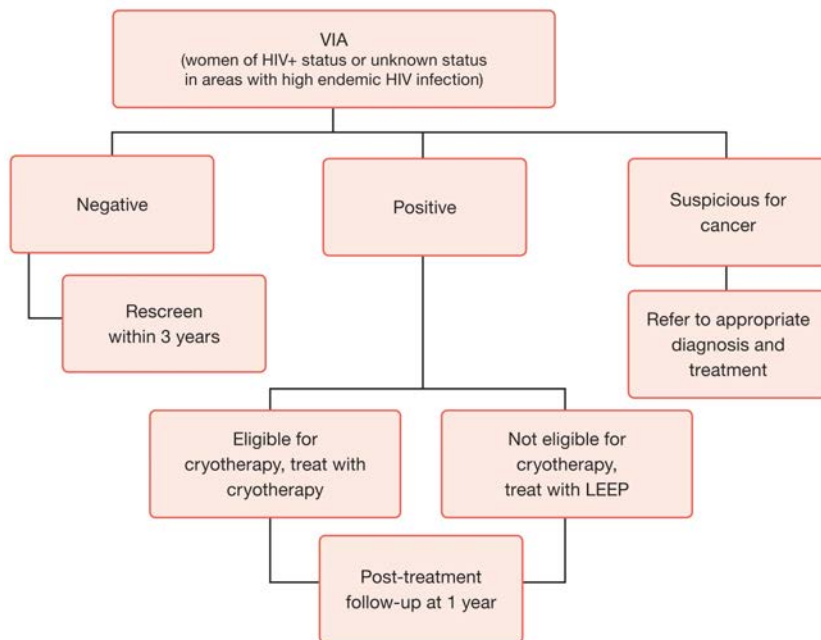 VIA
(women of HIV+ status or unknown status
in areas with high endemic HIV infection)
Negative
Positive
Suspicious for
cancer
Rescreen
within 3 years
Refer to appropriate
diagnosis and
treatment
Eligible for
cryotherapy, treat with
cryotherapy
Not eligible for
cryotherapy,
treat with LEEP
Post-treatment
follow-up at 1 year